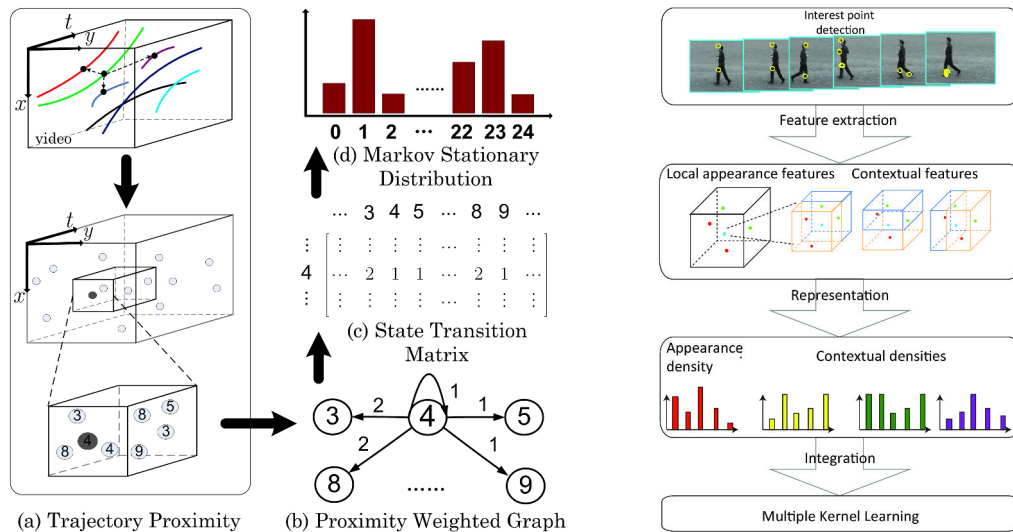 t
y
x
video
t
y
x
3
8
5
3
8
4
4
9
(a) Trajectory Proximity
0 1 2 ... 22 23 24
(d) Markov Stationary
Distribution
... 3 4 5 ... 8 9 ...
⋮ ⋮ ⋮ ⋮ ⋮ ⋮ ⋮ ⋮ ⋮
4 ... 2 1 1 ... 2 1 ...
⋮ ⋮ ⋮ ⋮ ⋮ ⋮ ⋮ ⋮ ⋮
(c) State Transition
Matrix
1
3 2 4 1 5
2 1
8 ...... 9
(b) Proximity Weighted Graph
Interest point
detection
Feature extraction
Local appearance features Contextual features
Representation
Appearance
density
Contextual densities
Integration
Multiple Kernel Learning